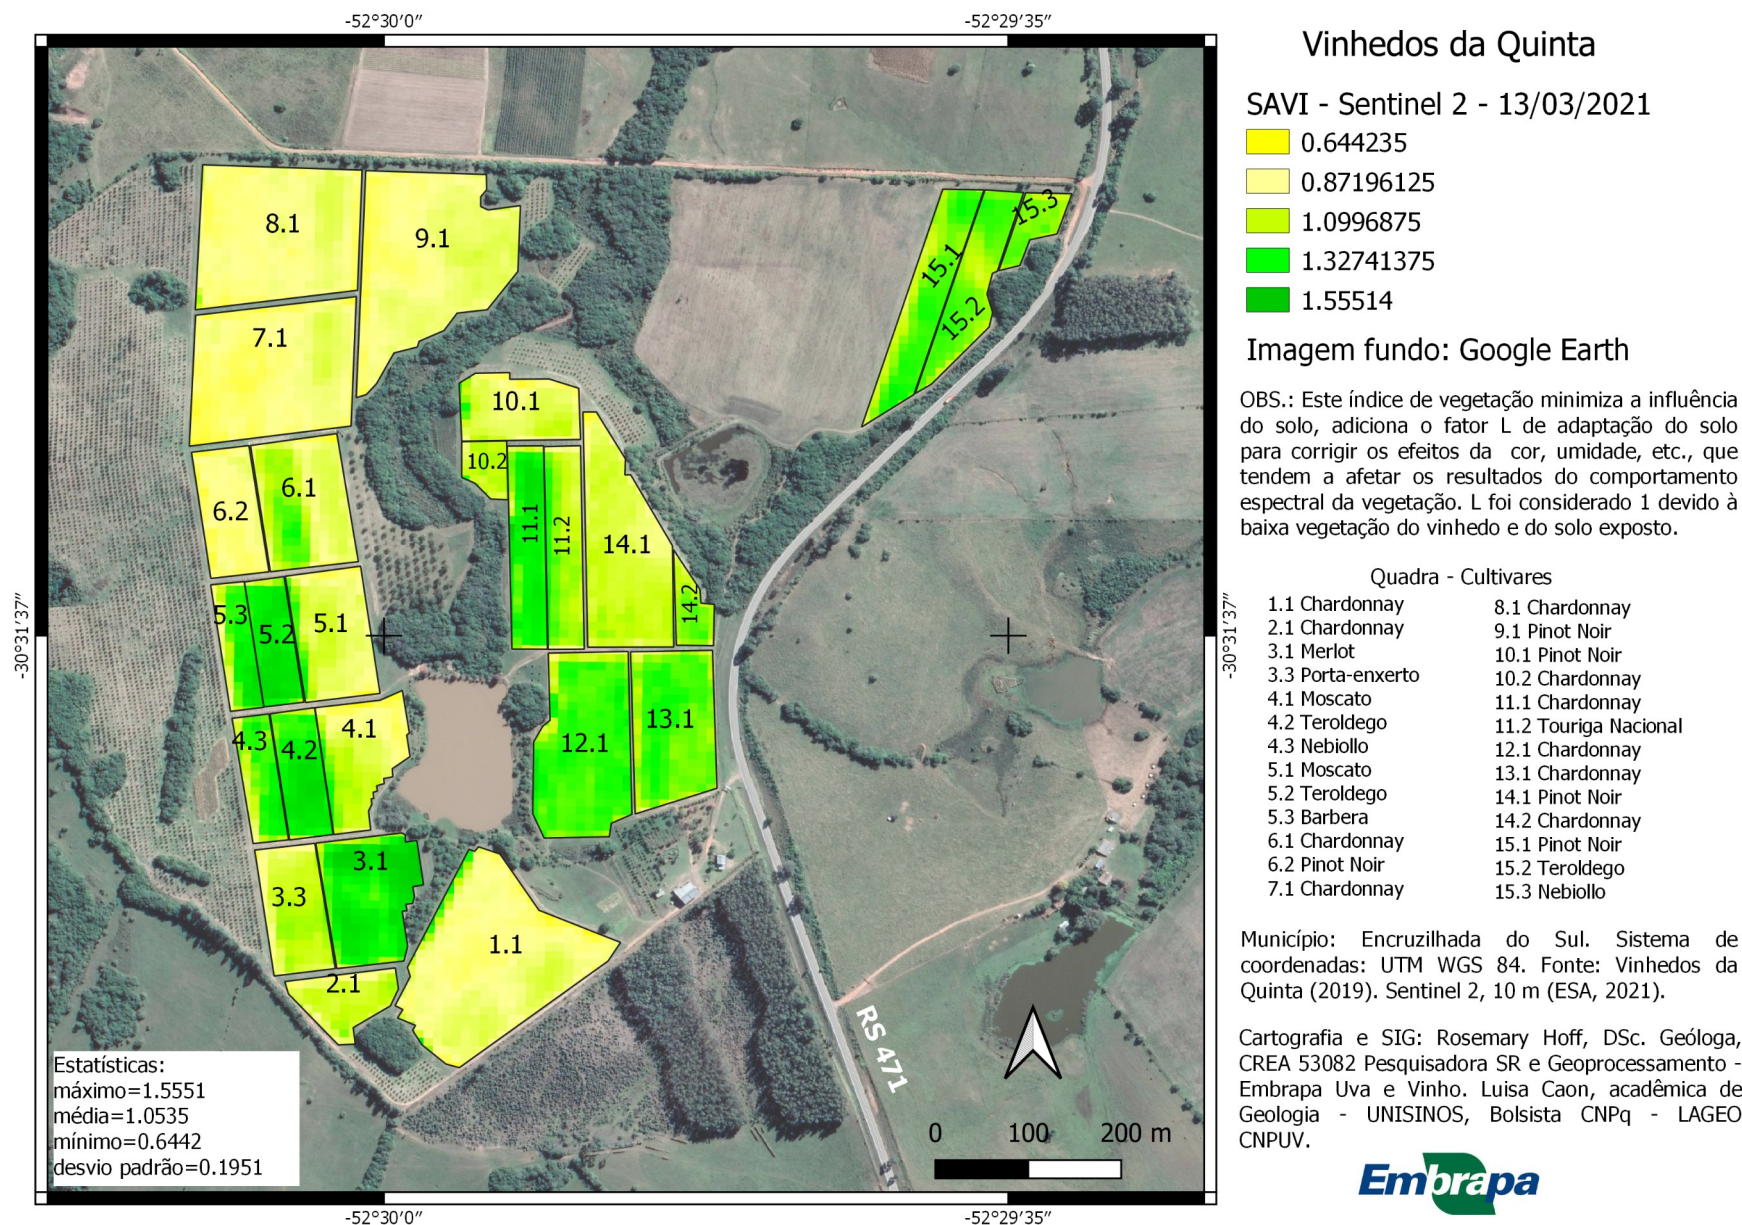 -52°30′0″
-52°29′35″
Vinhedos da Quinta
SAVI - Sentinel 2 - 13/03/2021
0.644235
0.87196125
1.0996875
1.32741375
1.55514
Imagem fundo: Google Earth
OBS.: Este índice de vegetação minimiza a influência
do solo, adiciona o fator L de adaptação do solo
para corrigir os efeitos da cor, umidade, etc., que
tendem a afetar os resultados do comportamento
espectral da vegetação. L foi considerado 1 devido à
baixa vegetação do vinhedo e do solo exposto.
Quadra - Cultivares
1.1 Chardonnay
2.1 Chardonnay
3.1 Merlot
3.3 Porta-enxerto
4.1 Moscato
4.2 Teroldego
4.3 Nebiollo
5.1 Moscato
5.2 Teroldego
5.3 Barbera
6.1 Chardonnay
6.2 Pinot Noir
7.1 Chardonnay
8.1 Chardonnay
9.1 Pinot Noir
10.1 Pinot Noir
10.2 Chardonnay
11.1 Chardonnay
11.2 Touriga Nacional
12.1 Chardonnay
13.1 Chardonnay
14.1 Pinot Noir
14.2 Chardonnay
15.1 Pinot Noir
15.2 Teroldego
15.3 Nebiollo
Município: Encruzilhada do Sul. Sistema de
coordenadas: UTM WGS 84. Fonte: Vinhedos da
Quinta (2019). Sentinel 2, 10 m (ESA, 2021).
Cartografia e SIG: Rosemary Hoff, DSc. Geóloga,
CREA 53082 Pesquisadora SR e Geoprocessamento -
Embrapa Uva e Vinho. Luisa Caon, acadêmica de
Geologia - UNISINOS, Bolsista CNPq - LAGEO
CNPUV.
Embrapa
8.1
9.1
15.3
15.1
15.2
7.1
10.1
10.2
6.1
6.2
11.1
11.2
14.1
14.2
5.3
5.2
5.1
4.3
4.2
4.1
12.1
13.1
3.1
3.3
1.1
2.1
-30°31′37″
-30°31′37″
RS 471
Estatísticas:
máximo=1.5551
média=1.0535
mínimo=0.6442
desvio padrão=0.1951
0 100 200 m
-52°30′0″
-52°29′35″